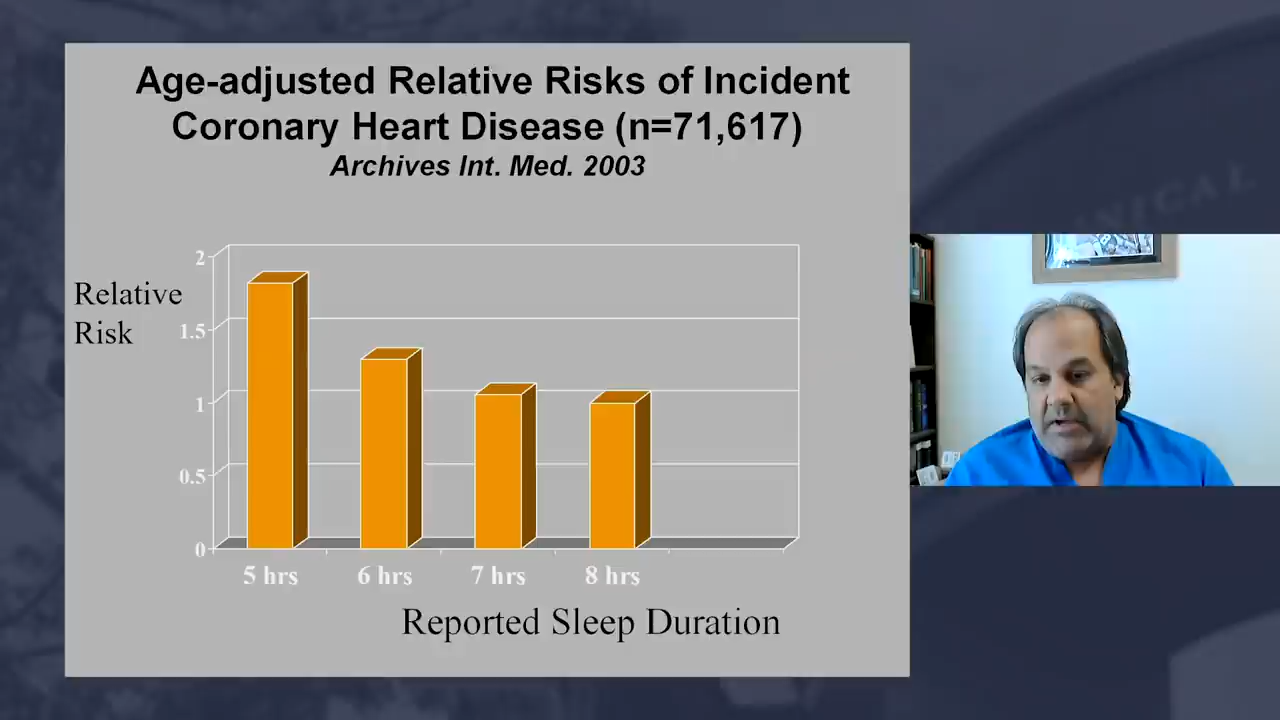 Age-adjusted Relative Risks of Incident
Coronary Heart Disease (n=71,617)
Archives Int. Med. 2003
Relative
Risk
2
1.5
1
0.5
0
5 hrs
6 hrs
7 hrs
8 hrs
Reported Sleep Duration
NICAL